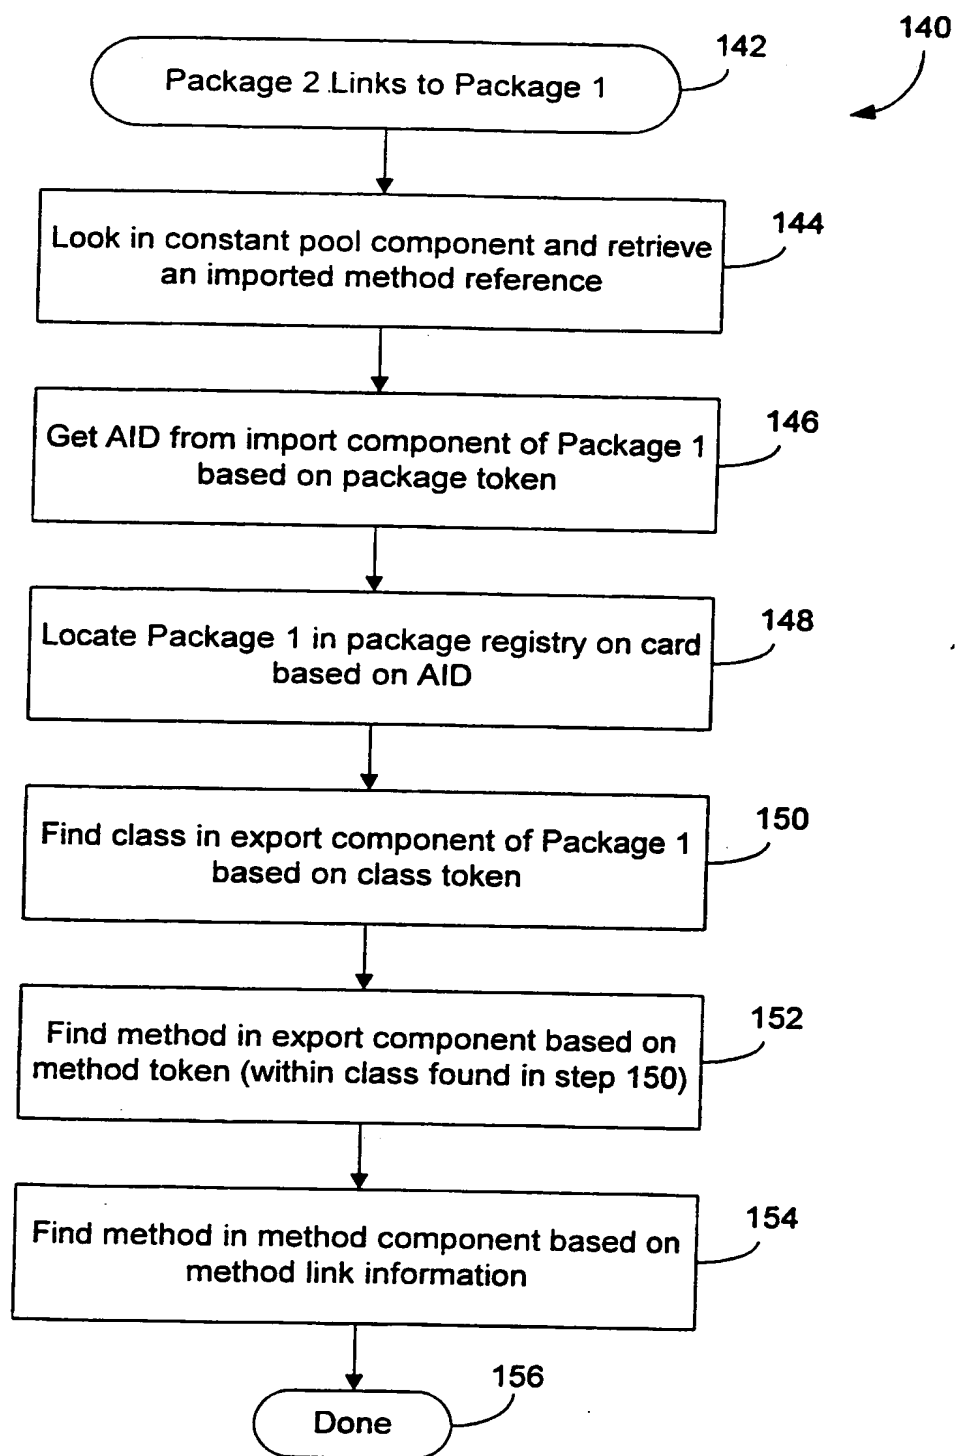 140
142
Package 2 Links to Package 1
144
Look in constant pool component and retrieve
an imported method reference
146
Get AID from import component of Package 1
based on package token
148
Locate Package 1 in package registry on card
based on AID
150
Find class in export component of Package 1
based on class token
152
Find method in export component based on
method token (within class found in step 150)
154
Find method in method component based on
method link information
156
Done